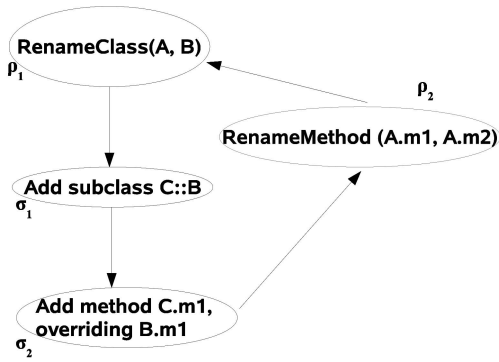 RenameClass(A, B)
ρ1
ρ2
RenameMethod (A.m1, A.m2)
Add subclass C::B
σ1
Add method C.m1,
overriding B.m1
σ2